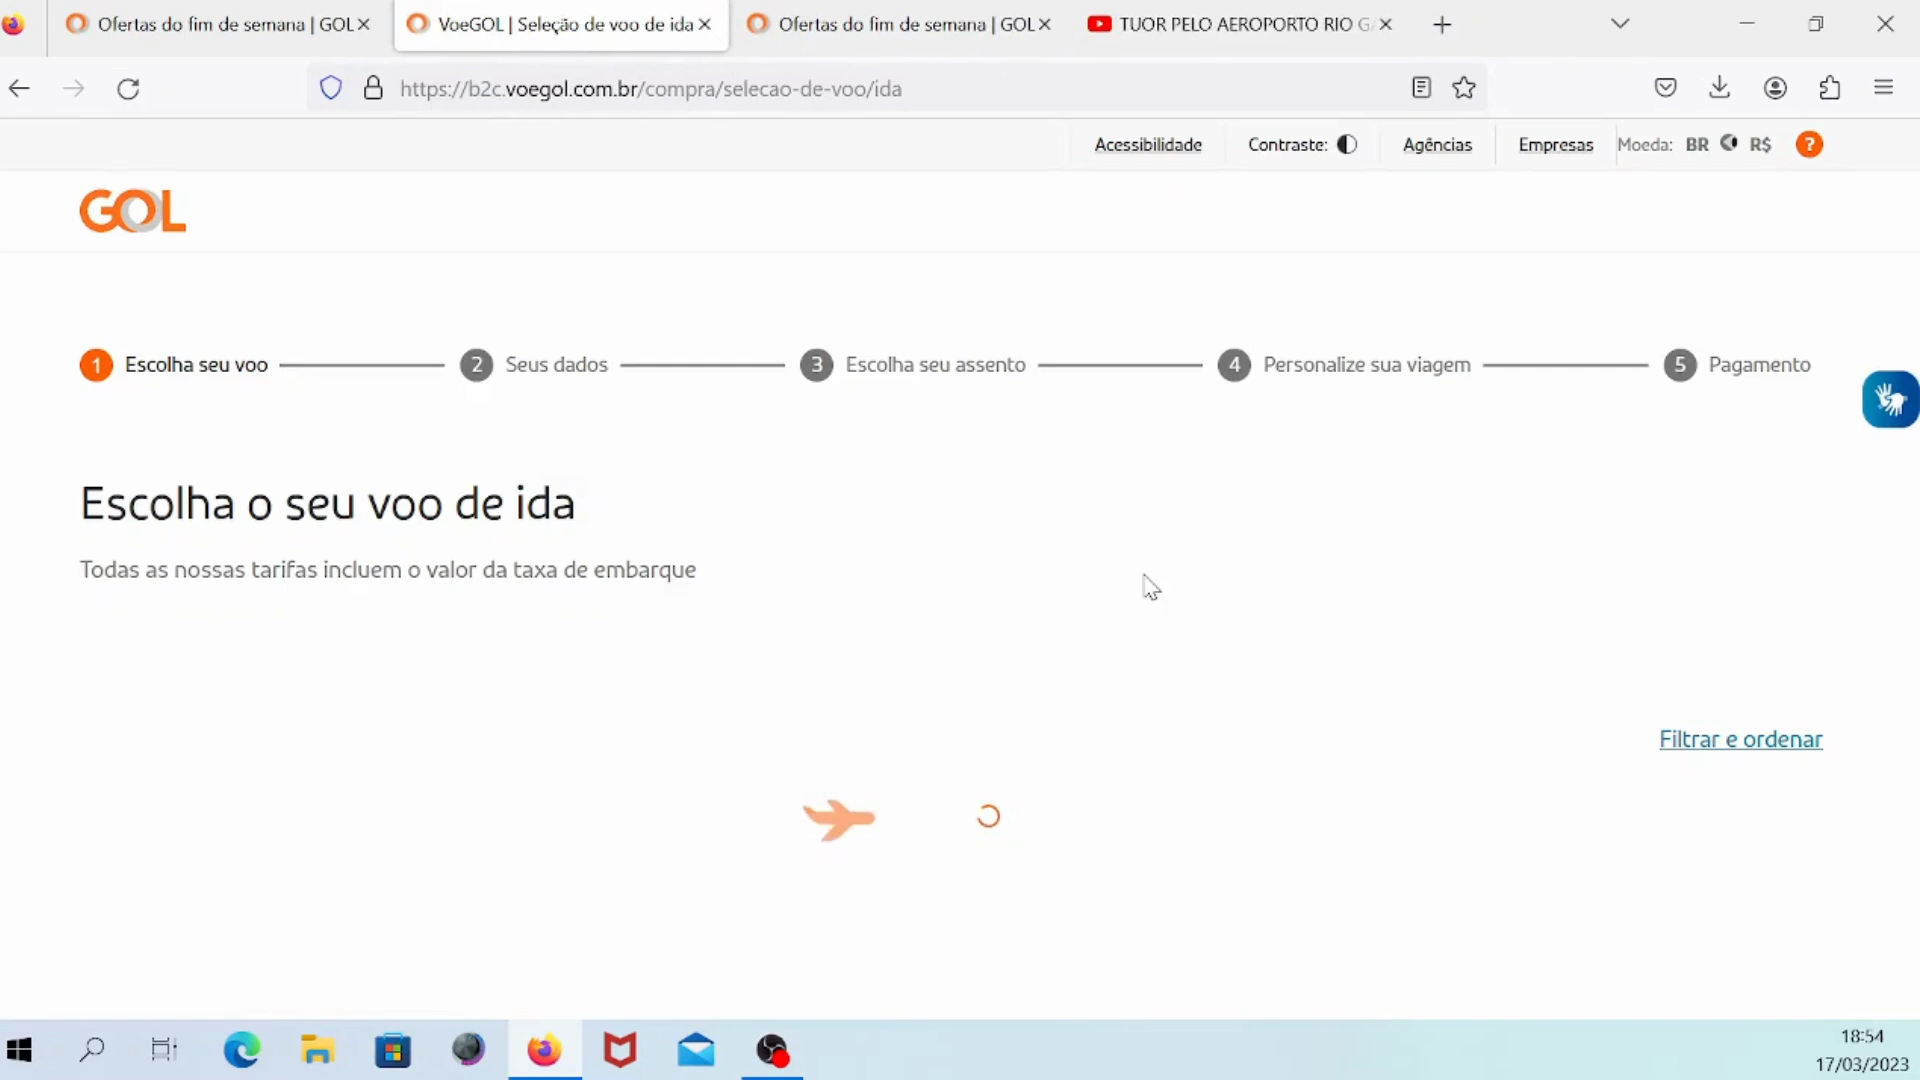 Ofertas do fim de semana | GOL
VoeGOL | Seleção de voo de ida
Ofertas do fim de semana | GOL
TUOR PELO AEROPORTO RIO GA
https://b2c.voegol.com.br/compra/selecao-de-voo/ida
Acessibilidade
Contraste:
Agências
Empresas
Moeda: BR R$
?
GOL
1 Escolha seu voo
2 Seus dados
3 Escolha seu assento
4 Personalize sua viagem
5 Pagamento
Escolha o seu voo de ida
Todas as nossas tarifas incluem o valor da taxa de embarque
Filtrar e ordenar
18:54
17/03/2023